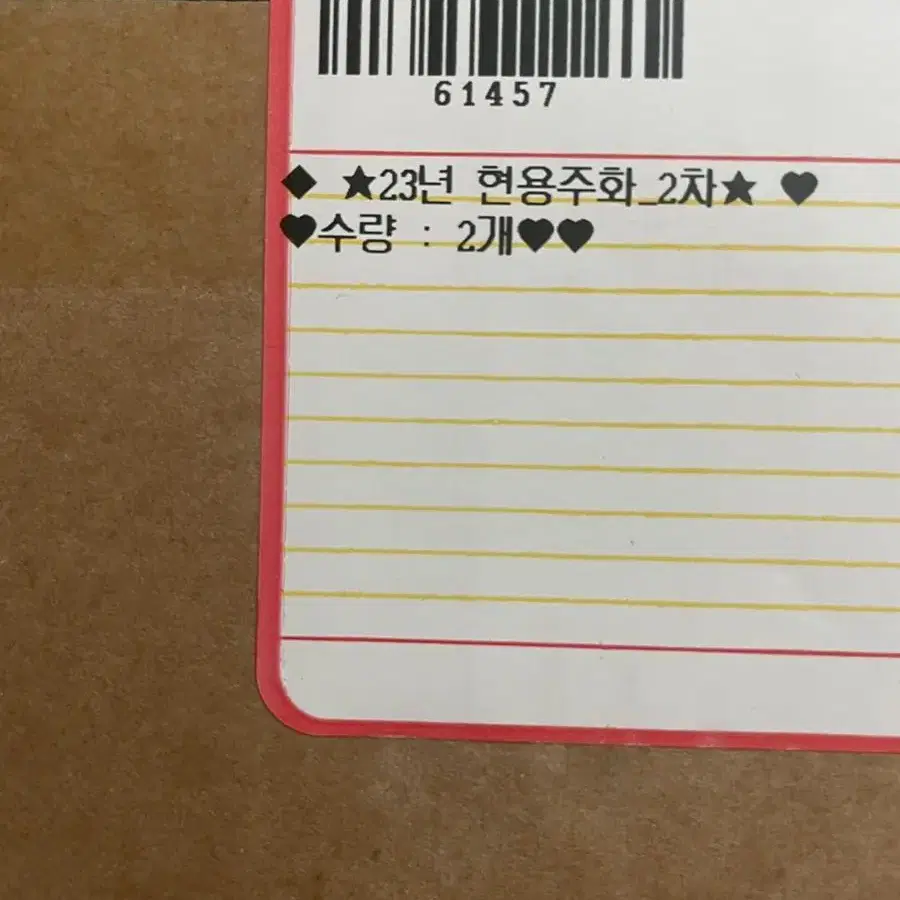 61457
◆ ★23년 현용주화_2차★ ♥
♥수량 : 2개♥♥